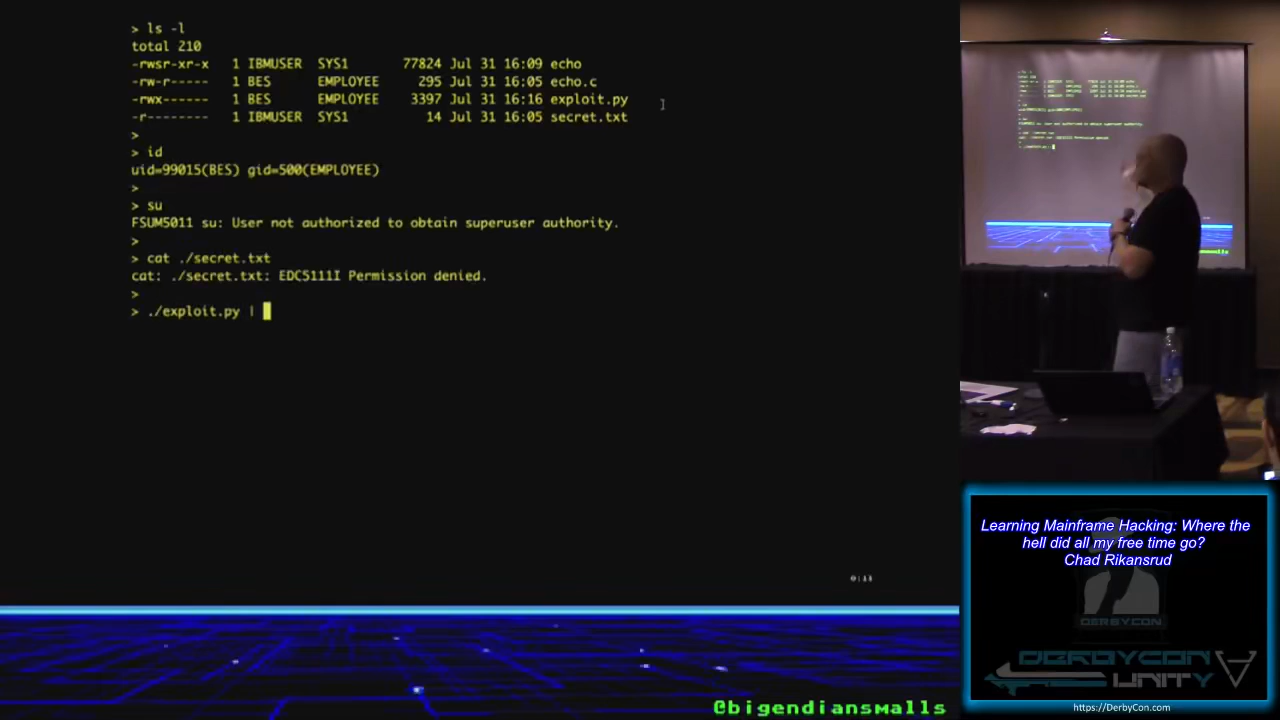 > ls -l
total 210
-rwsr-xr-x 1 IBMUSER SYS1 77824 Jul 31 16:09 echo
-rw-r----- 1 BES EMPLOYEE 295 Jul 31 16:05 echo.c
-rwx------ 1 BES EMPLOYEE 3397 Jul 31 16:16 exploit.py
-r-------- 1 IBMUSER SYS1 14 Jul 31 16:05 secret.txt
>
> id
uid=99015(BES) gid=500(EMPLOYEE)
>
> su
FSUM5011 su: User not authorized to obtain superuser authority.
>
> cat ./secret.txt
cat: ./secret.txt: EDC5111I Permission denied.
>
> ./exploit.py |
@bigendiansmalls
Learning Mainframe Hacking: Where the
hell did all my free time go?
Chad Rikansrud
DERBYCON
DERBYCON
UNITY
https://DerbyCon.com